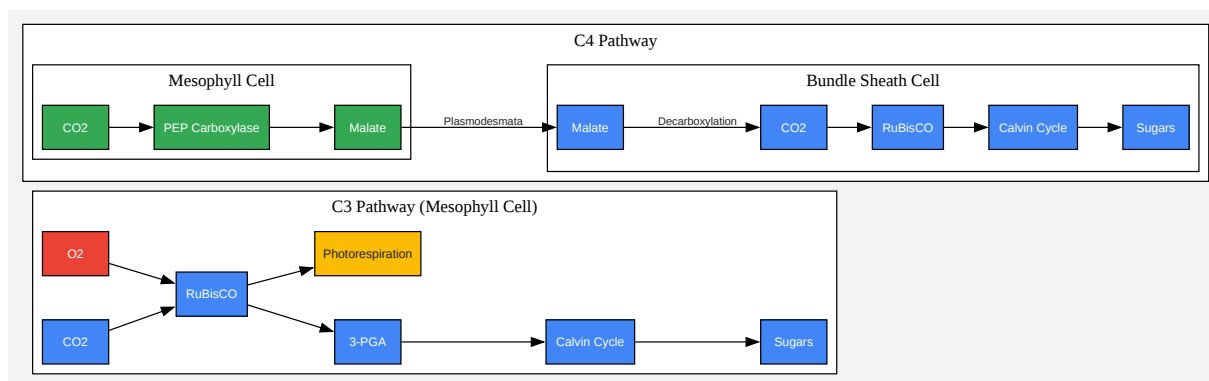 C4 Pathway
Mesophyll Cell
Bundle Sheath Cell
CO2
PEP Carboxylase
Malate
Plasmodesmata
Malate
Decarboxylation
CO2
RuBisCO
Calvin Cycle
Sugars
C3 Pathway (Mesophyll Cell)
O2
Photorespiration
RuBisCO
CO2
3-PGA
Calvin Cycle
Sugars